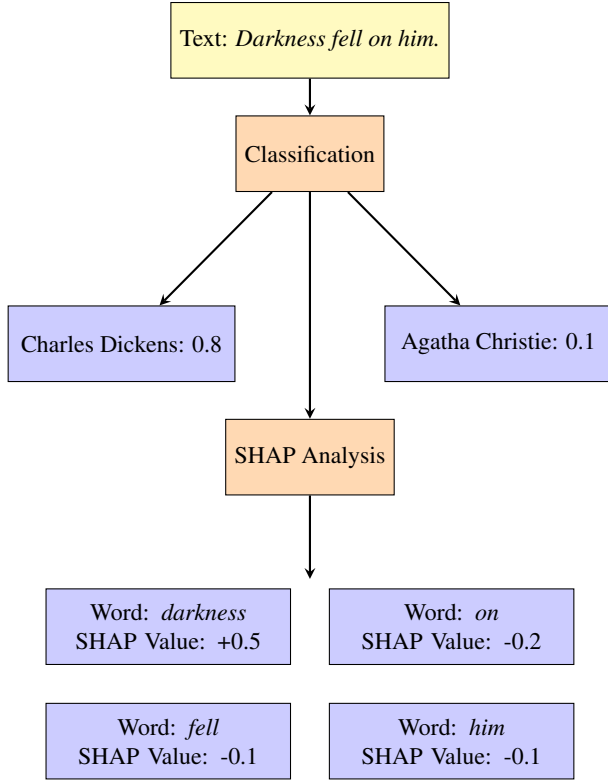 Text: Darkness fell on him.
Classification
Charles Dickens: 0.8
Agatha Christie: 0.1
SHAP Analysis
Word: darkness
SHAP Value: +0.5
Word: on
SHAP Value: -0.2
Word: fell
SHAP Value: -0.1
Word: him
SHAP Value: -0.1